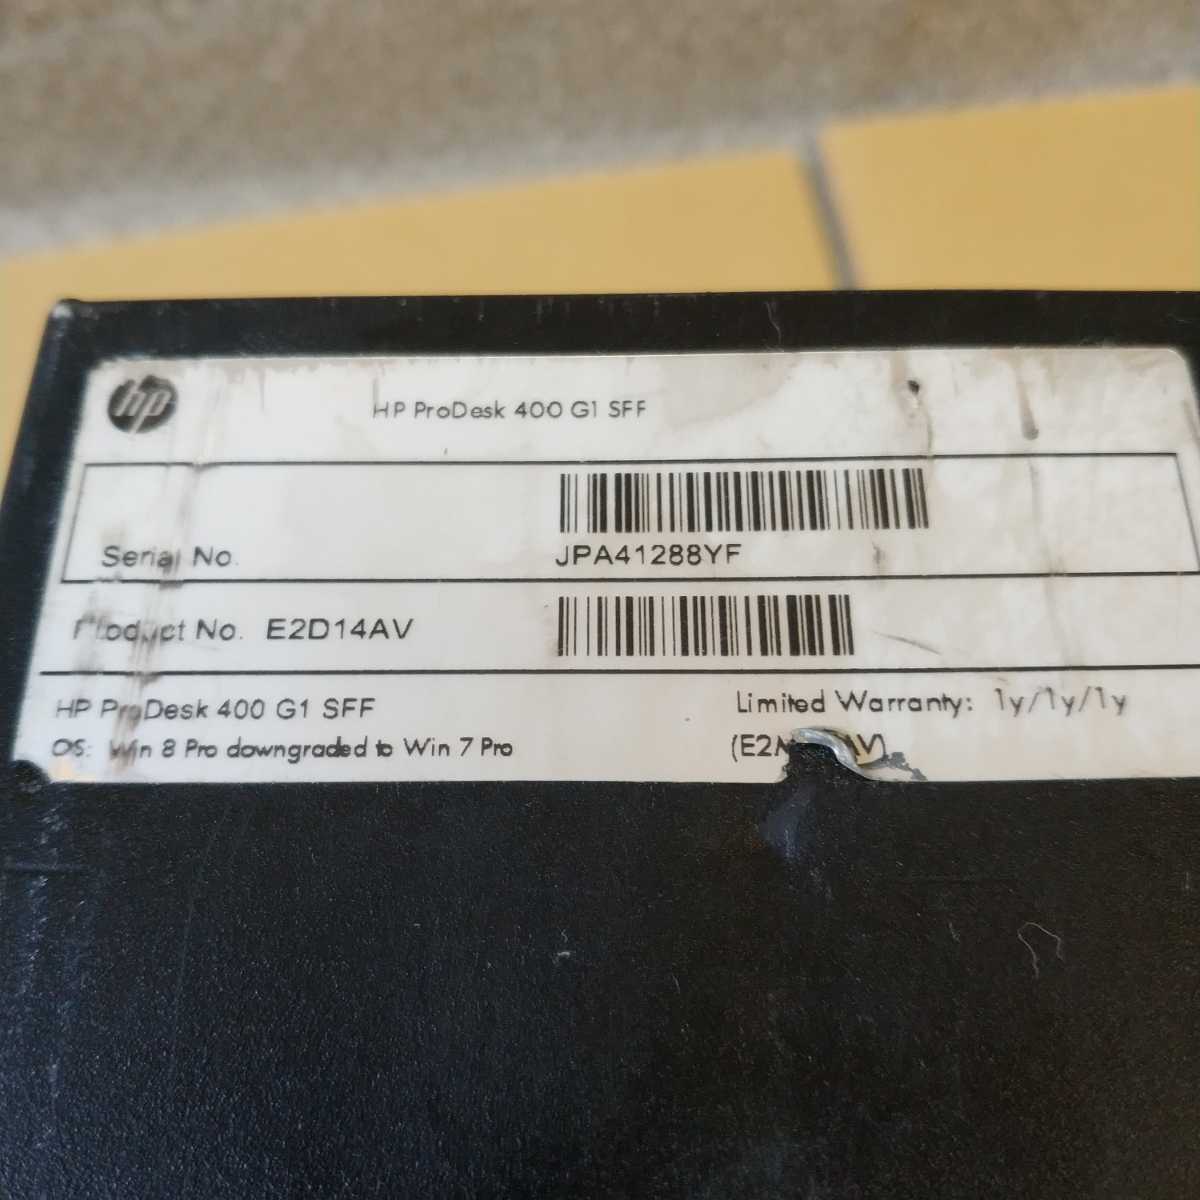 hp
HP ProDesk 400 G1 SFF
Serial No.
JPA41288YF
Product No. E2D14AV
HP ProDesk 400 G1 SFF
Limited Warranty: 1y/1y/1y
OS: Win 8 Pro downgraded to Win 7 Pro